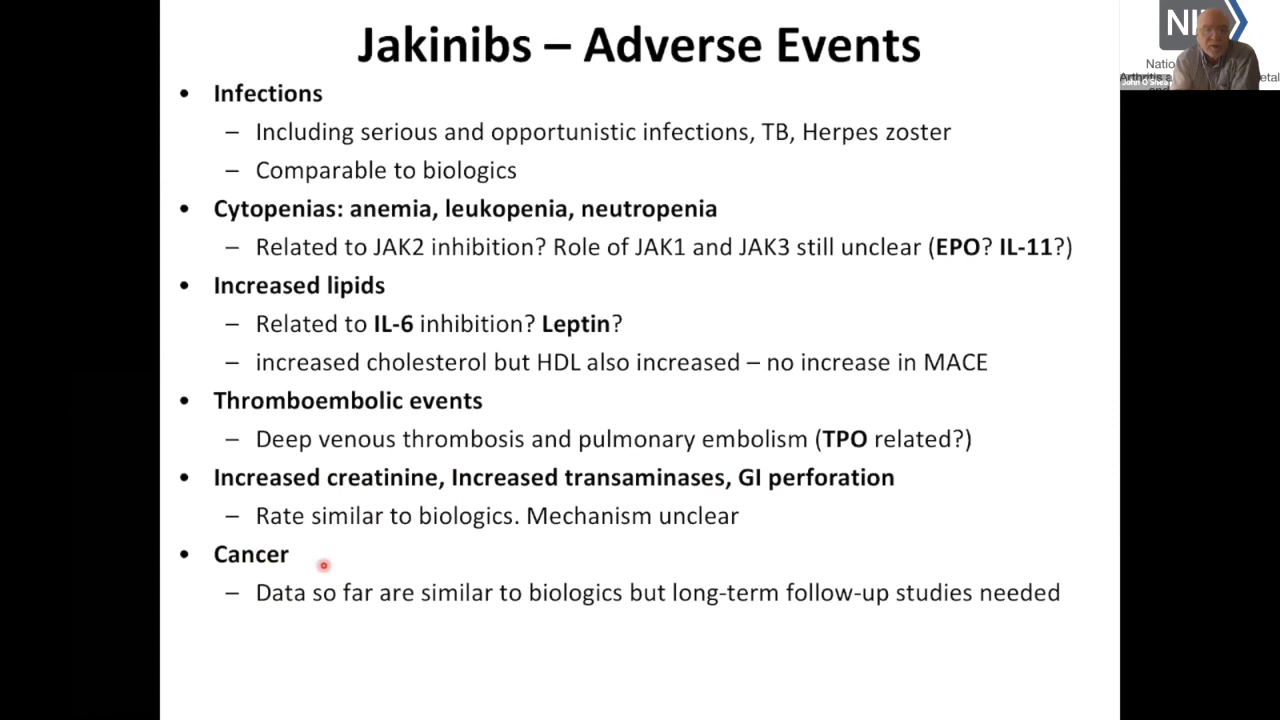 Jakinibs – Adverse Events
• Infections
– Including serious and opportunistic infections, TB, Herpes zoster
– Comparable to biologics
• Cytopenias: anemia, leukopenia, neutropenia
– Related to JAK2 inhibition? Role of JAK1 and JAK3 still unclear (EPO? IL-11?)
• Increased lipids
– Related to IL-6 inhibition? Leptin?
– increased cholesterol but HDL also increased – no increase in MACE
• Thromboembolic events
– Deep venous thrombosis and pulmonary embolism (TPO related?)
• Increased creatinine, Increased transaminases, GI perforation
– Rate similar to biologics. Mechanism unclear
• Cancer
– Data so far are similar to biologics but long-term follow-up studies needed
NI
Natio
Arthritis a
etal